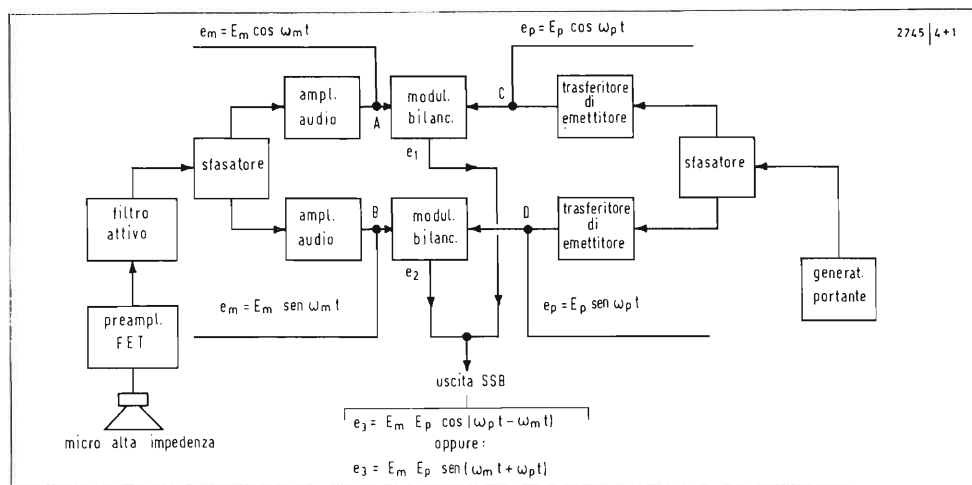 e_m = E_m cos ω_m t
e_p = E_p cos ω_p t
2745 | 4+1
ampl.
audio
A
modul.
bilanc.
C
trasferitore
di
emettitore
e_1
sfasatore
sfasatore
filtro
attivo
ampl.
audio
B
modul.
bilanc.
D
trasferitore
di
emettitore
e_2
generat.
portante
e_m = E_m sen ω_m t
e_p = E_p sen ω_p t
preampl.
FET
uscita SSB
micro alta impedenza
e_3 = E_m E_p cos (ω_p t − ω_m t)
oppure :
e_3 = E_m E_p sen (ω_m t + ω_p t)